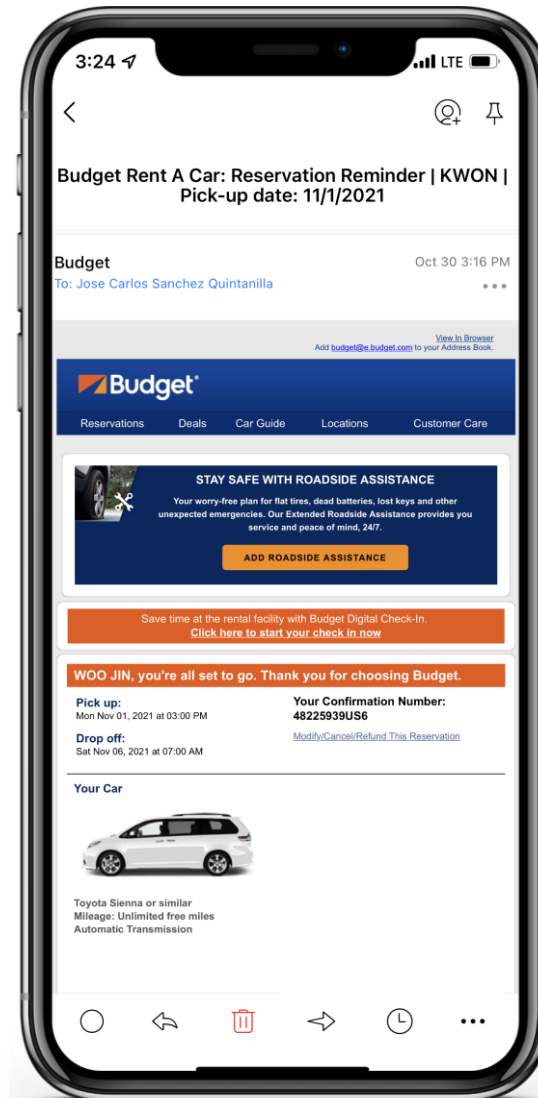 3:24
LTE
Budget Rent A Car: Reservation Reminder | KWON |
Pick-up date: 11/1/2021
Budget
Oct 30 3:16 PM
To: Jose Carlos Sanchez Quintanilla
View In Browser
Add budget@e.budget.com to your Address Book.
Budget
Reservations Deals Car Guide Locations Customer Care
STAY SAFE WITH ROADSIDE ASSISTANCE
Your worry-free plan for flat tires, dead batteries, lost keys and other
unexpected emergencies. Our Extended Roadside Assistance provides you
service and peace of mind, 24/7.
ADD ROADSIDE ASSISTANCE
Save time at the rental facility with Budget Digital Check-In.
Click here to start your check in now
WOO JIN, you're all set to go. Thank you for choosing Budget.
Pick up:
Mon Nov 01, 2021 at 03:00 PM
Drop off:
Sat Nov 06, 2021 at 07:00 AM
Your Confirmation Number:
48225939US6
Modify/Cancel/Refund This Reservation
Your Car
Toyota Sienna or similar
Mileage: Unlimited free miles
Automatic Transmission